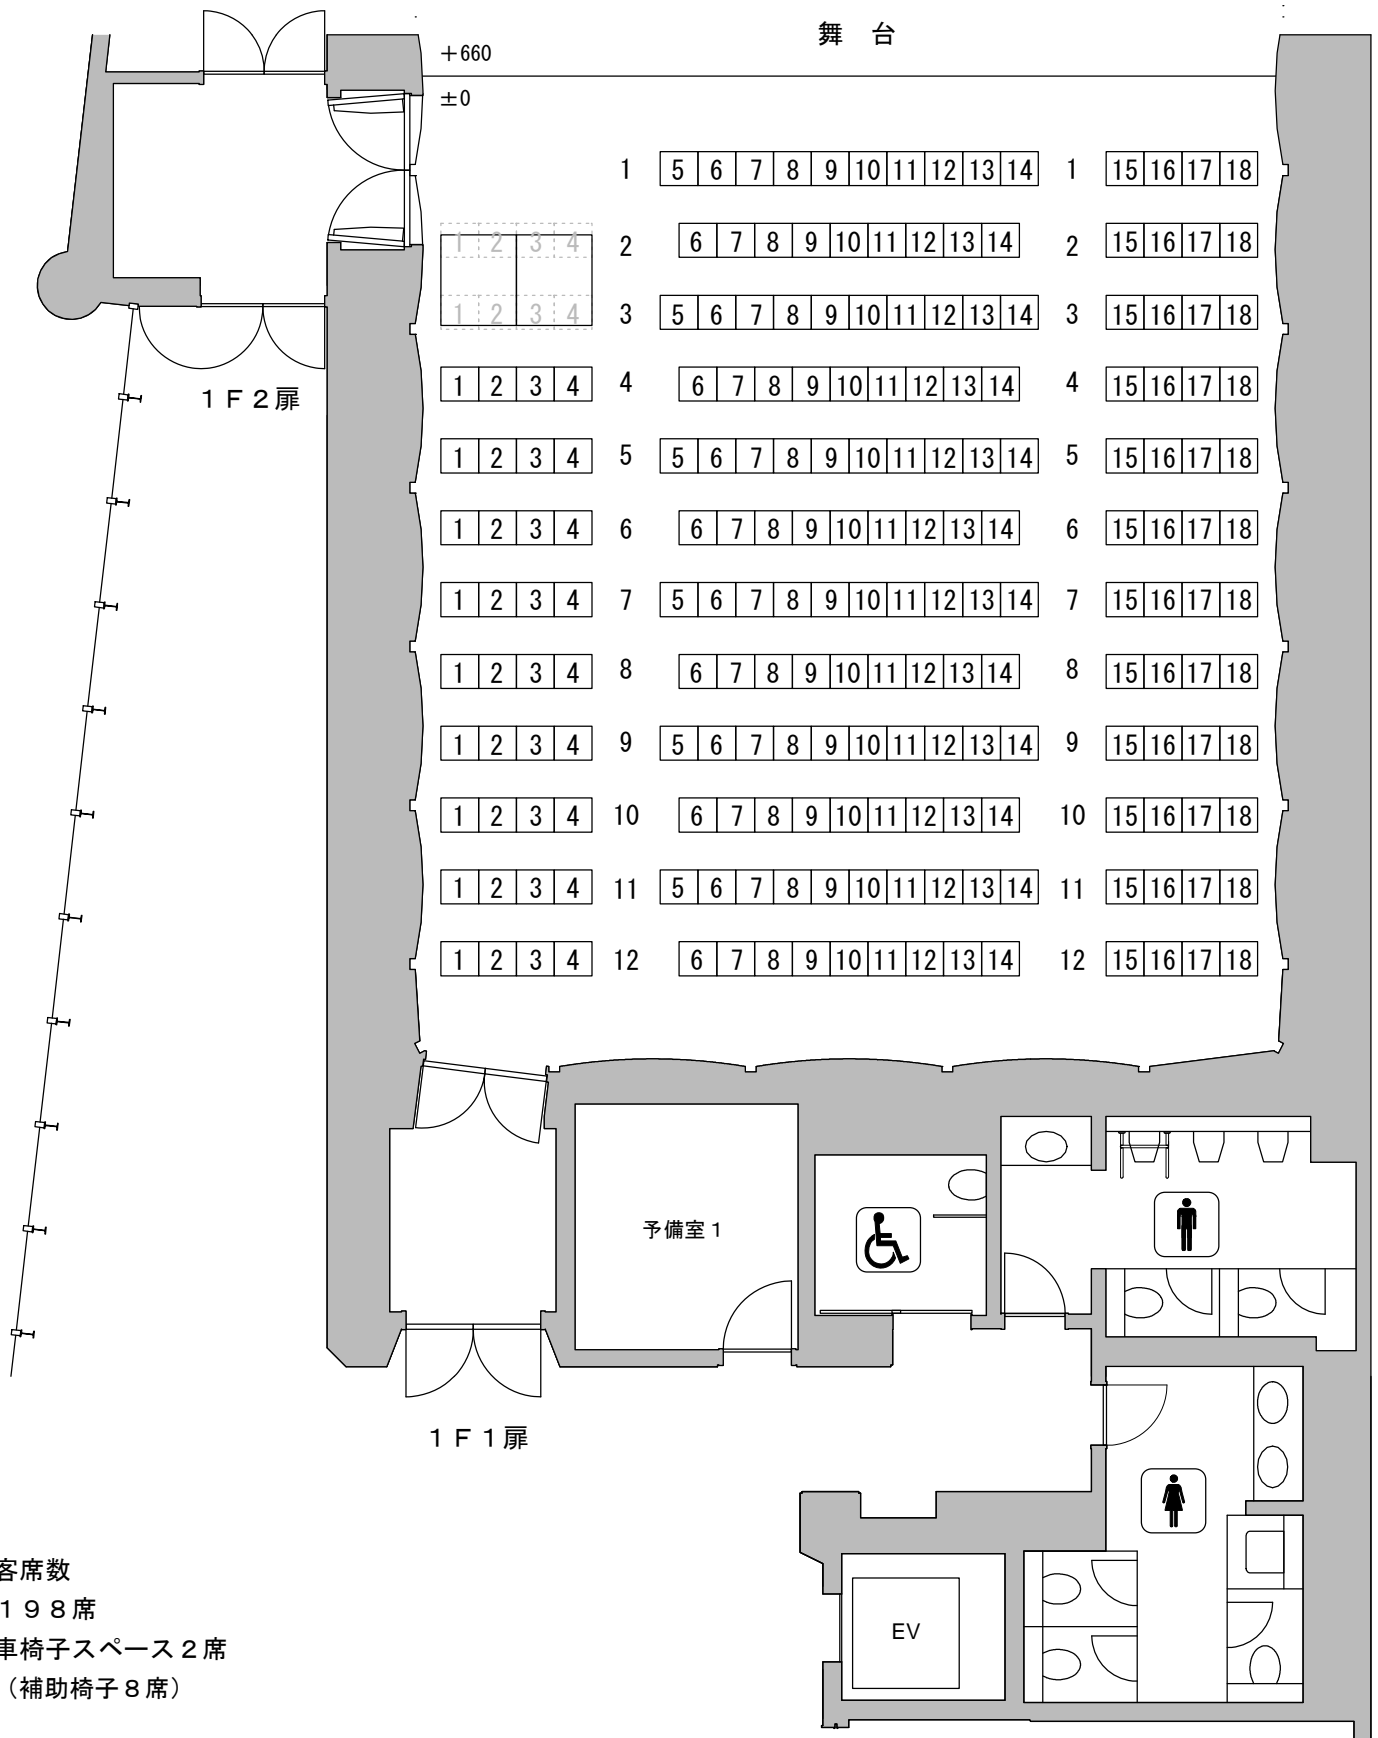 舞 台
+660
±0
1 5 6 7 8 9 10 11 12 13 14 1 15 16 17 18
1 2 3 4 2 6 7 8 9 10 11 12 13 14 2 15 16 17 18
1 2 3 4 3 5 6 7 8 9 10 11 12 13 14 3 15 16 17 18
1 2 3 4 4 6 7 8 9 10 11 12 13 14 4 15 16 17 18
1F2扉
1 2 3 4 5 5 6 7 8 9 10 11 12 13 14 5 15 16 17 18
1 2 3 4 6 6 7 8 9 10 11 12 13 14 6 15 16 17 18
1 2 3 4 7 5 6 7 8 9 10 11 12 13 14 7 15 16 17 18
1 2 3 4 8 6 7 8 9 10 11 12 13 14 8 15 16 17 18
1 2 3 4 9 5 6 7 8 9 10 11 12 13 14 9 15 16 17 18
1 2 3 4 10 6 7 8 9 10 11 12 13 14 10 15 16 17 18
1 2 3 4 11 5 6 7 8 9 10 11 12 13 14 11 15 16 17 18
1 2 3 4 12 6 7 8 9 10 11 12 13 14 12 15 16 17 18
予備室1
1F1扉
EV
客席数
198席
車椅子スペース2席
(補助椅子8席)